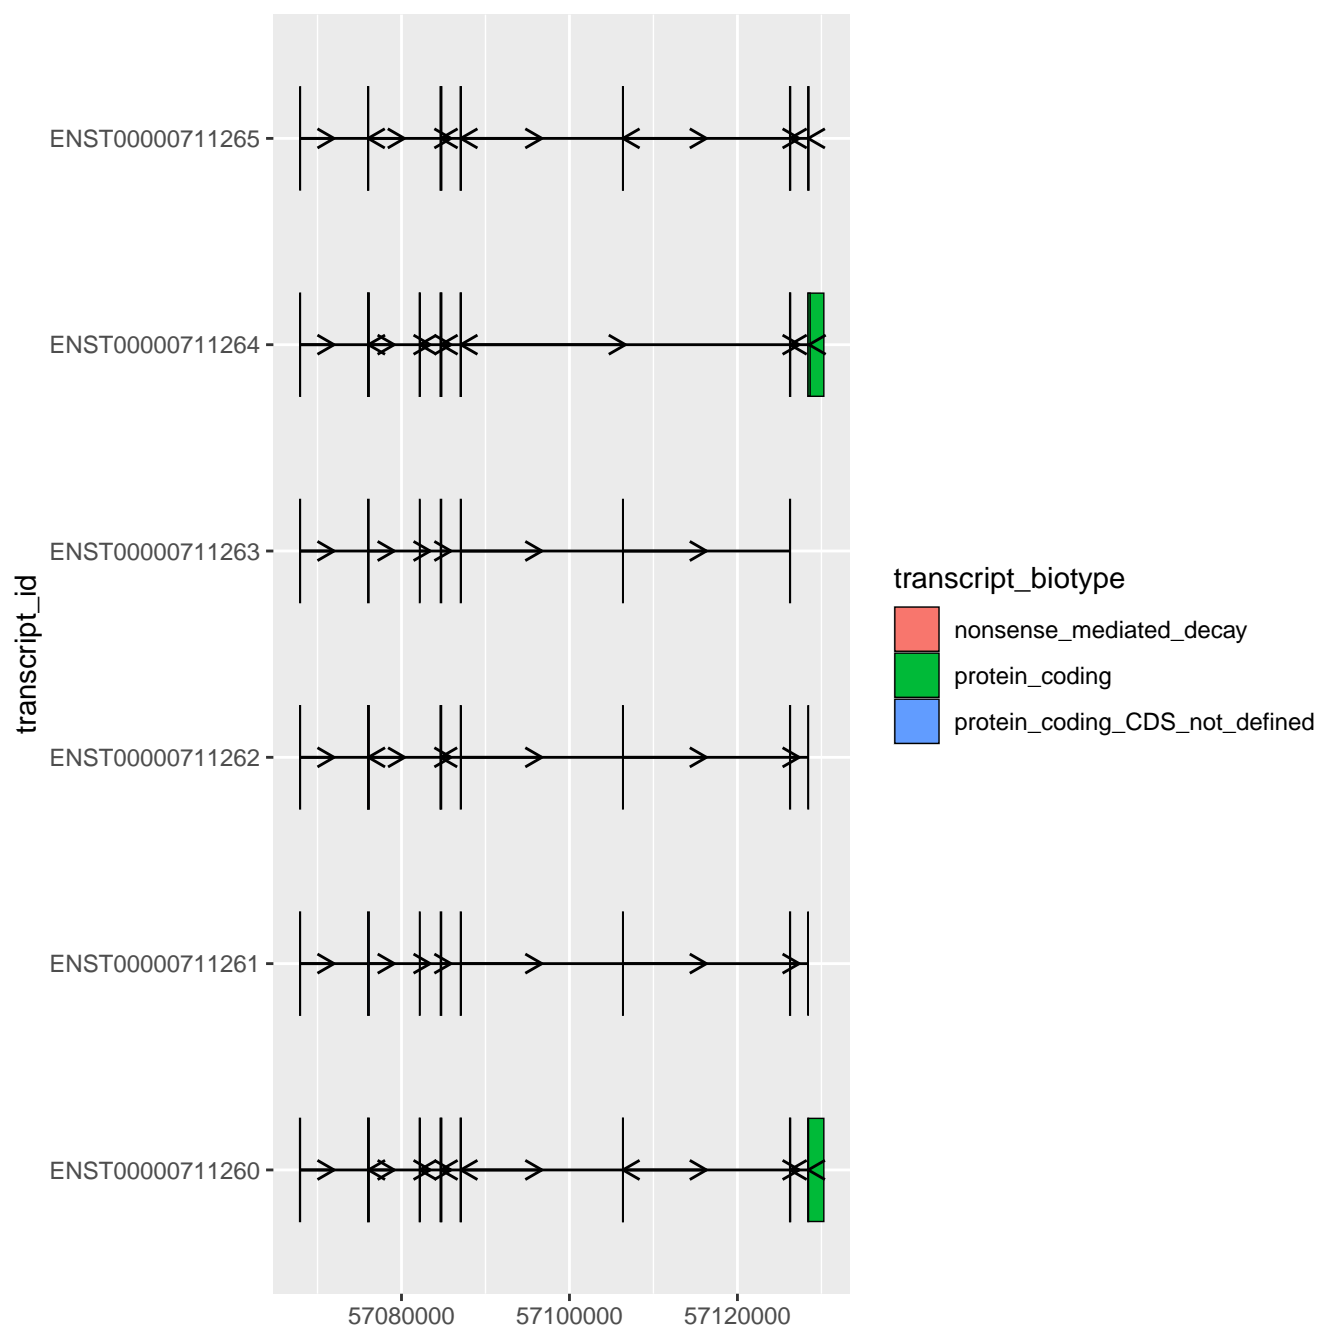 ENST00000711265
ENST00000711264
ENST00000711263
ENST00000711262
ENST00000711261
ENST00000711260
transcript_id
57080000
57100000
57120000
transcript_biotype
nonsense_mediated_decay
protein_coding
protein_coding_CDS_not_defined